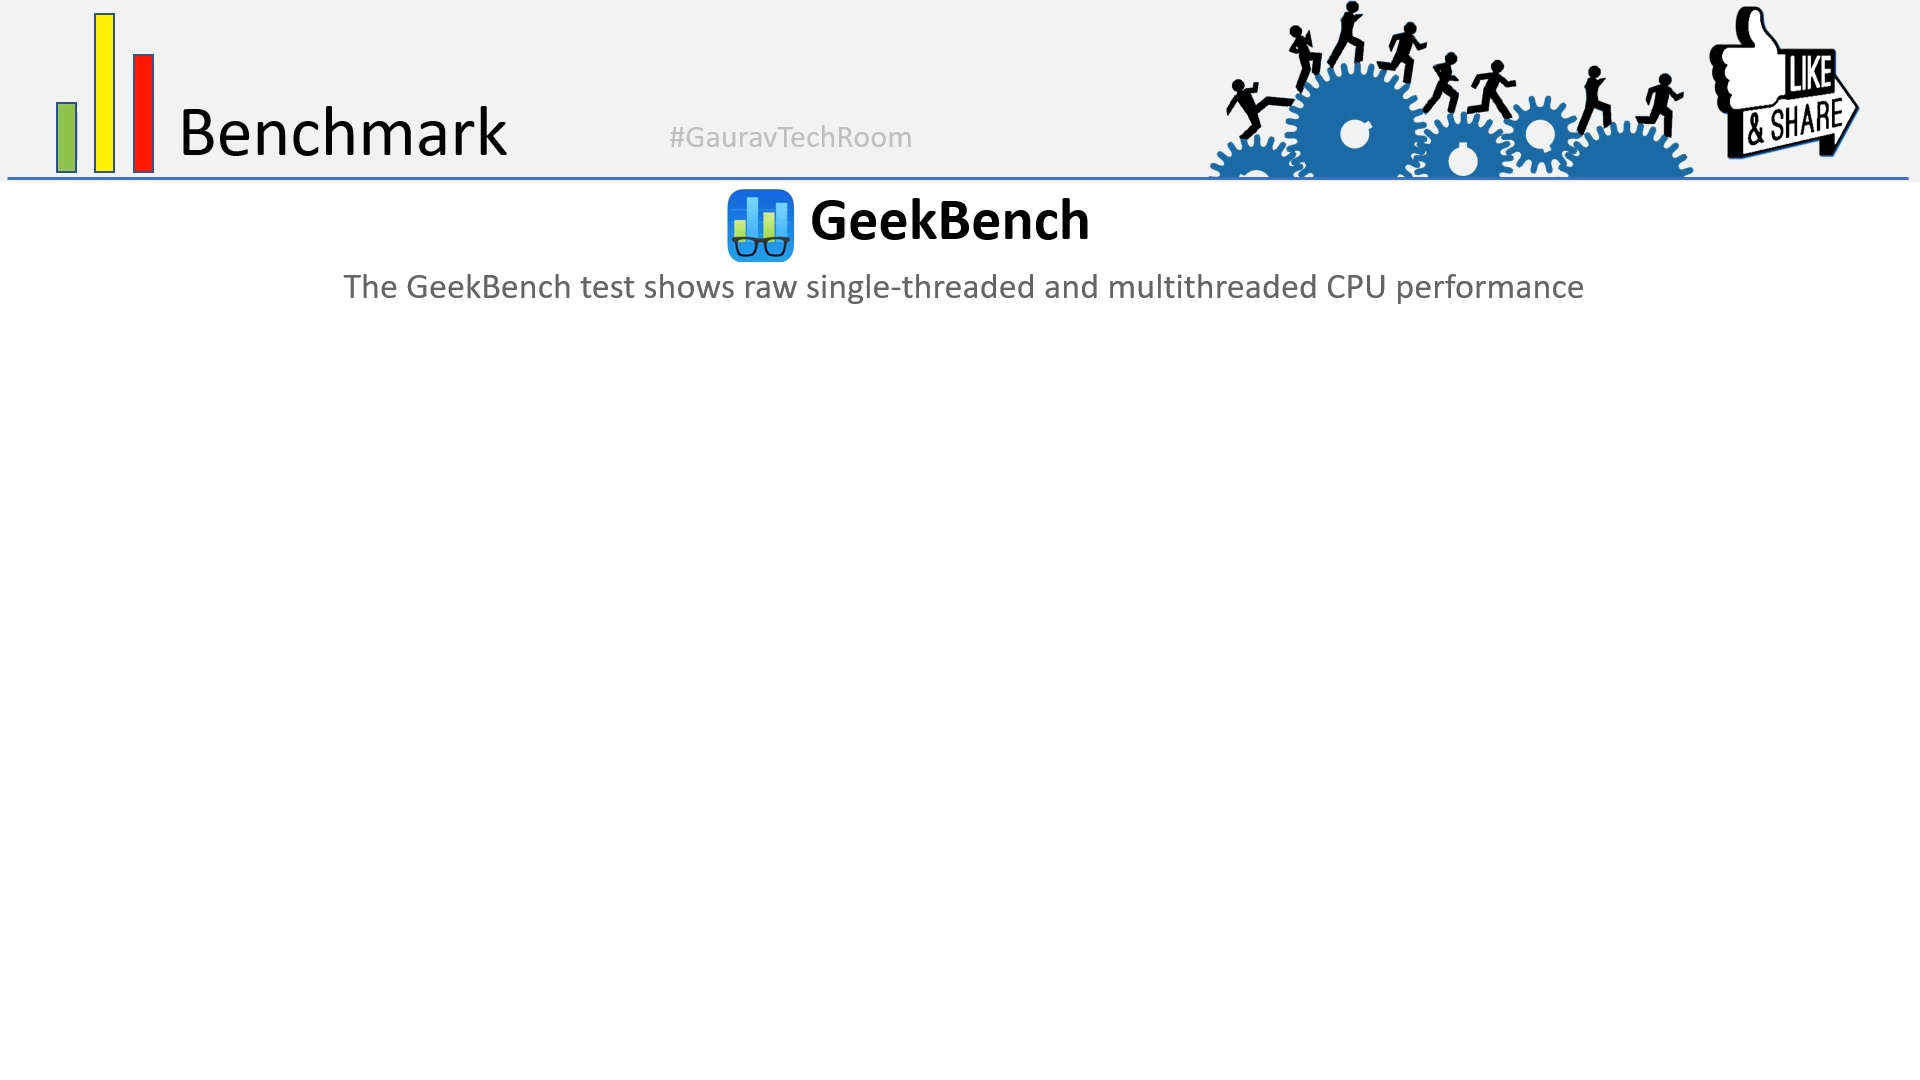 Benchmark
#GauravTechRoom
LIKE
& SHARE
GeekBench
The GeekBench test shows raw single-threaded and multithreaded CPU performance